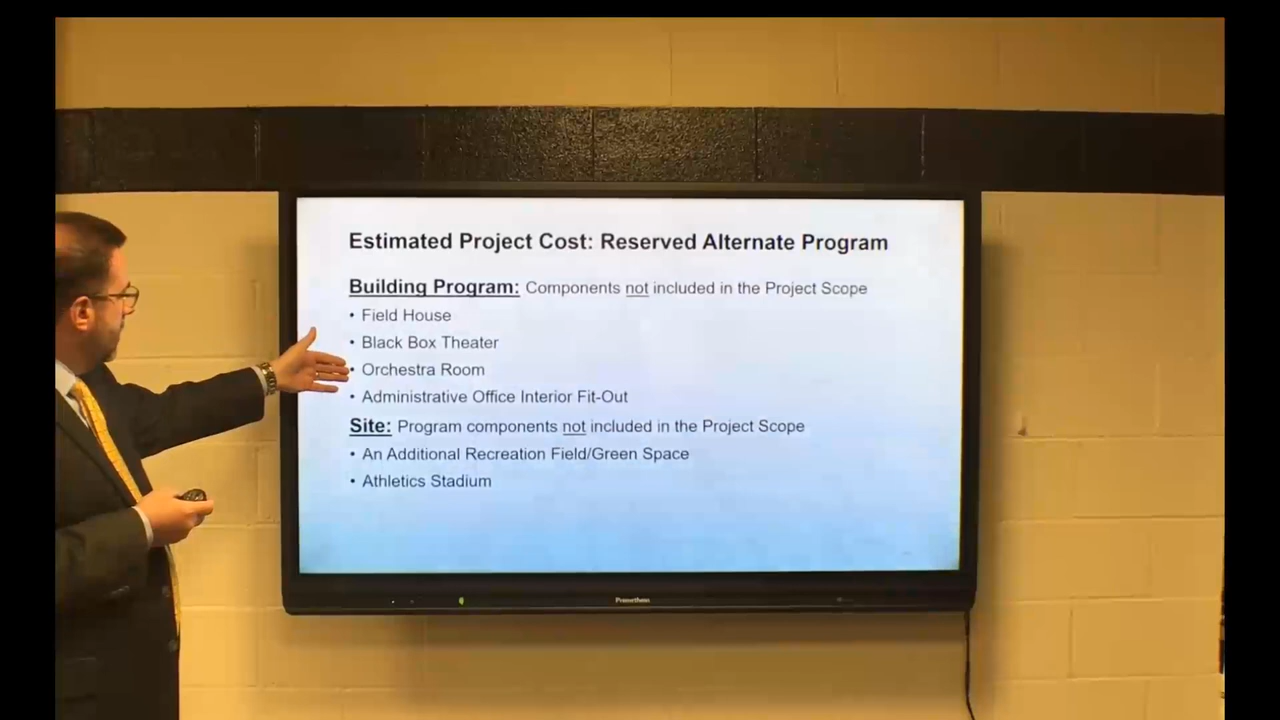 Estimated Project Cost: Reserved Alternate Program
Building Program: Components not included in the Project Scope
• Field House
• Black Box Theater
• Orchestra Room
• Administrative Office Interior Fit-Out
Site: Program components not included in the Project Scope
• An Additional Recreation Field/Green Space
• Athletics Stadium
Promethean